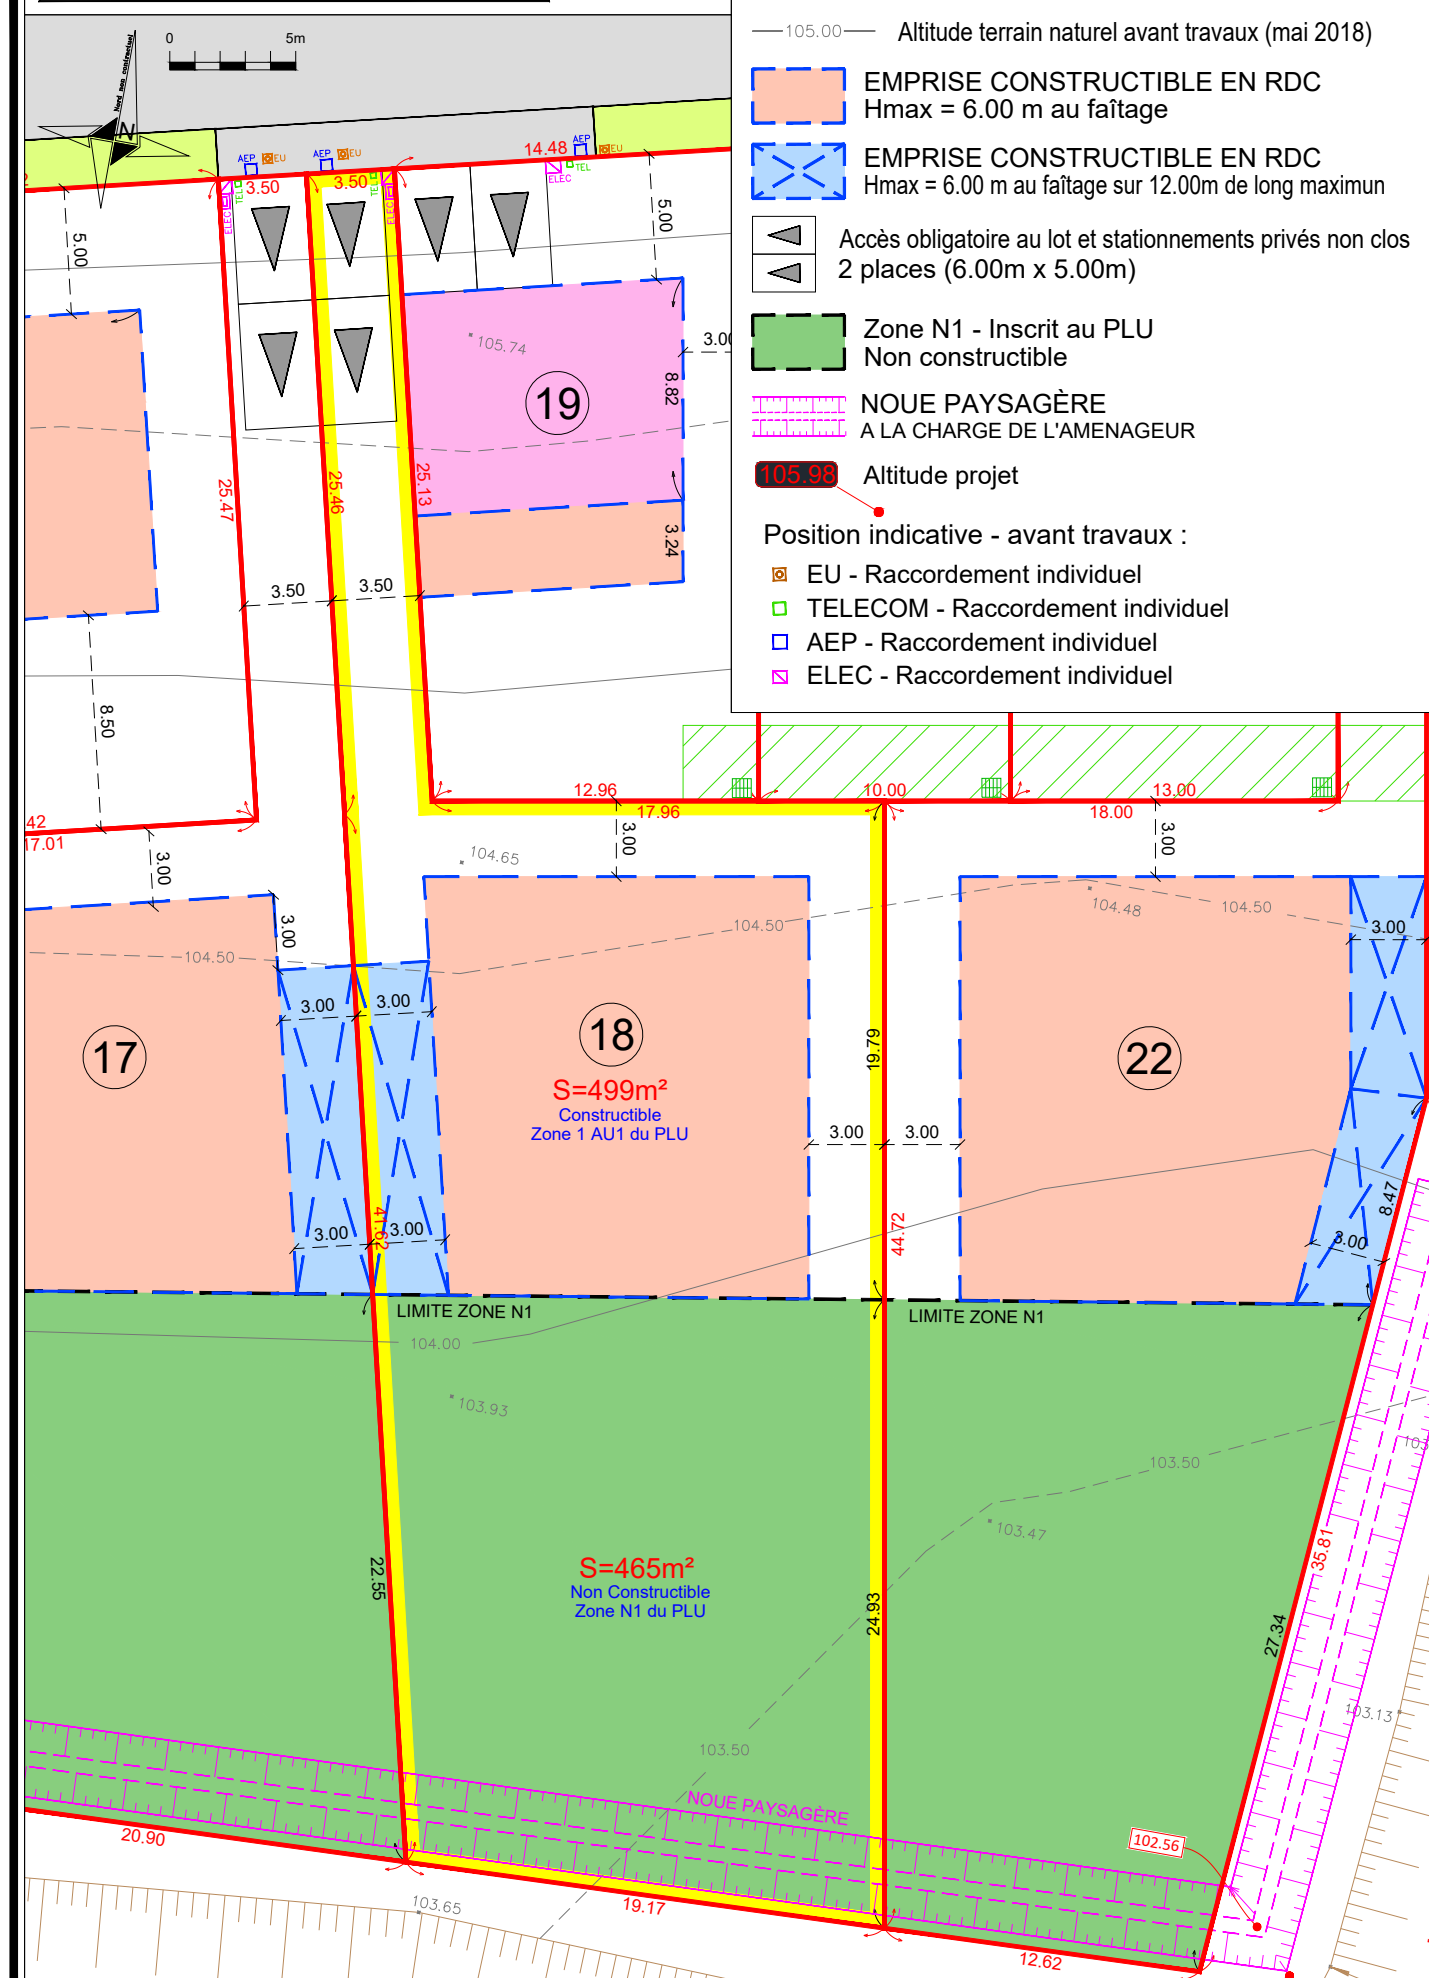 105.00 Altitude terrain naturel avant travaux (mai 2018)
EMPRISE CONSTRUCTIBLE EN RDC
Hmax = 6.00 m au faîtage
EMPRISE CONSTRUCTIBLE EN RDC
Hmax = 6.00 m au faîtage sur 12.00m de long maximun
Accès obligatoire au lot et stationnements privés non clos
2 places (6.00m x 5.00m)
Zone N1 - Inscrit au PLU
Non constructible
NOUE PAYSAGÈRE
A LA CHARGE DE L'AMENAGEUR
105.98 Altitude projet
Position indicative - avant travaux :
EU - Raccordement individuel
TELECOM - Raccordement individuel
AEP - Raccordement individuel
ELEC - Raccordement individuel
0 5m
Nord non contractuel
N
AEP EU
AEP EU
AEP EU
14.48
3.50
3.50
ELEC TEL
TEL ELEC
ELEC TEL
5.00
5.00
105.74
3.00
19
8.82
25.47
25.46
25.13
3.24
3.50
3.50
8.50
12.96
10.00
13.00
17.96
18.00
42
17.01
3.00
3.00
3.00
104.65
104.48
104.50
104.50
104.50
3.00
3.00
3.00
3.00
17
18
22
S=499m²
Constructible
Zone 1 AU1 du PLU
19.79
3.00
3.00
8.47
41.62
44.72
3.00
3.00
3.00
LIMITE ZONE N1
LIMITE ZONE N1
104.00
103.93
103.50
103.47
35.81
S=465m²
Non Constructible
Zone N1 du PLU
22.55
24.93
27.34
103.13
103.50
NOUE PAYSAGÈRE
102.56
20.90
103.65
19.17
12.62